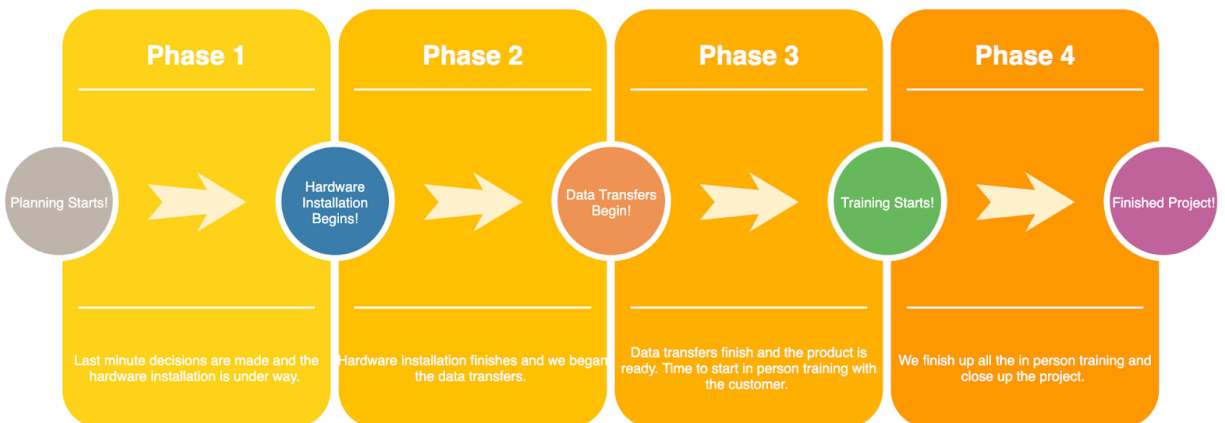 Phase 1
Phase 2
Phase 3
Phase 4
Planning Starts!
Hardware
Installation
Begins!
Data Transfers
Begin!
Training Starts!
Finished Project!
Last minute decisions are made and the
hardware installation is under way.
Hardware installation finishes and we began
the data transfers.
Data transfers finish and the product is
ready. Time to start in person training with
the customer.
We finish up all the in person training and
close up the project.